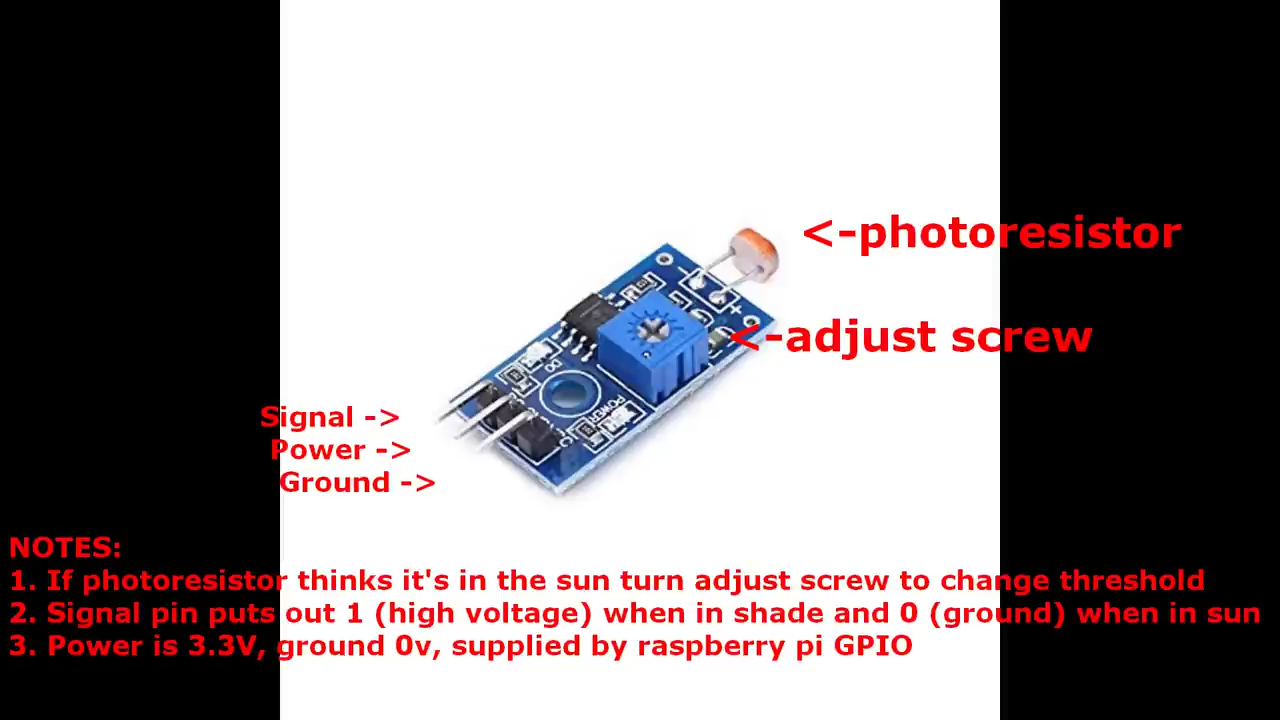 <-photoresistor
<-adjust screw
Signal ->
Power ->
Ground ->
DO
POWER
NOTES:
1. If photoresistor thinks it's in the sun turn adjust screw to change threshold
2. Signal pin puts out 1 (high voltage) when in shade and 0 (ground) when in sun
3. Power is 3.3V, ground 0v, supplied by raspberry pi GPIO